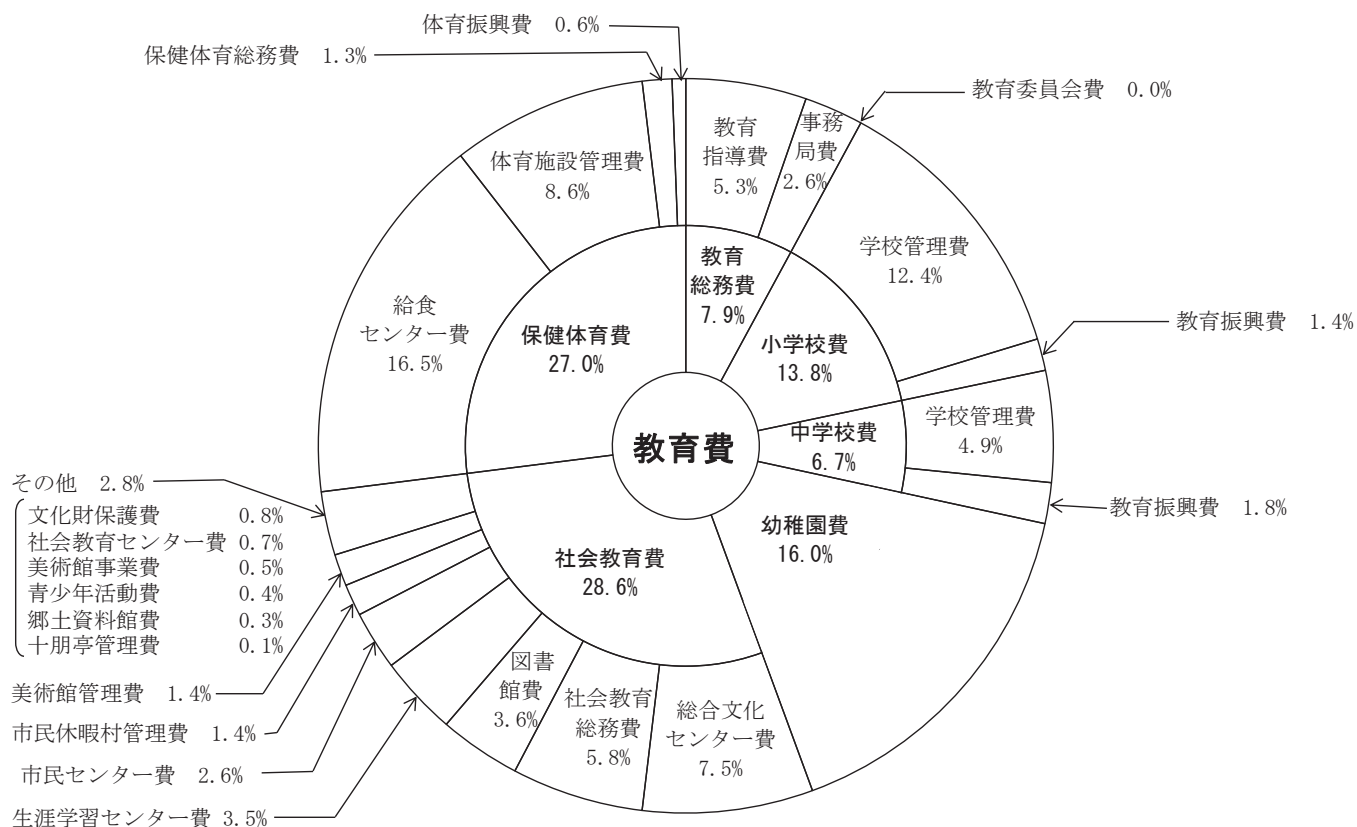 体育振興費 0.6%
保健体育総務費 1.3%
教育委員会費 0.0%
教育
指導費
5.3%
事務
局費
2.6%
体育施設管理費
8.6%
学校管理費
12.4%
教育
総務費
7.9%
給食
センター費
16.5%
保健体育費
27.0%
小学校費
13.8%
教育振興費 1.4%
学校管理費
4.9%
中学校費
6.7%
教育費
教育振興費 1.8%
幼稚園費
16.0%
社会教育費
28.6%
その他 2.8%
文化財保護費 0.8%
社会教育センター費 0.7%
美術館事業費 0.5%
青少年活動費 0.4%
郷土資料館費 0.3%
十朋亭管理費 0.1%
図書
館費
3.6%
社会教育
総務費
5.8%
総合文化
センター費
7.5%
美術館管理費 1.4%
市民休暇村管理費 1.4%
市民センター費 2.6%
生涯学習センター費 3.5%